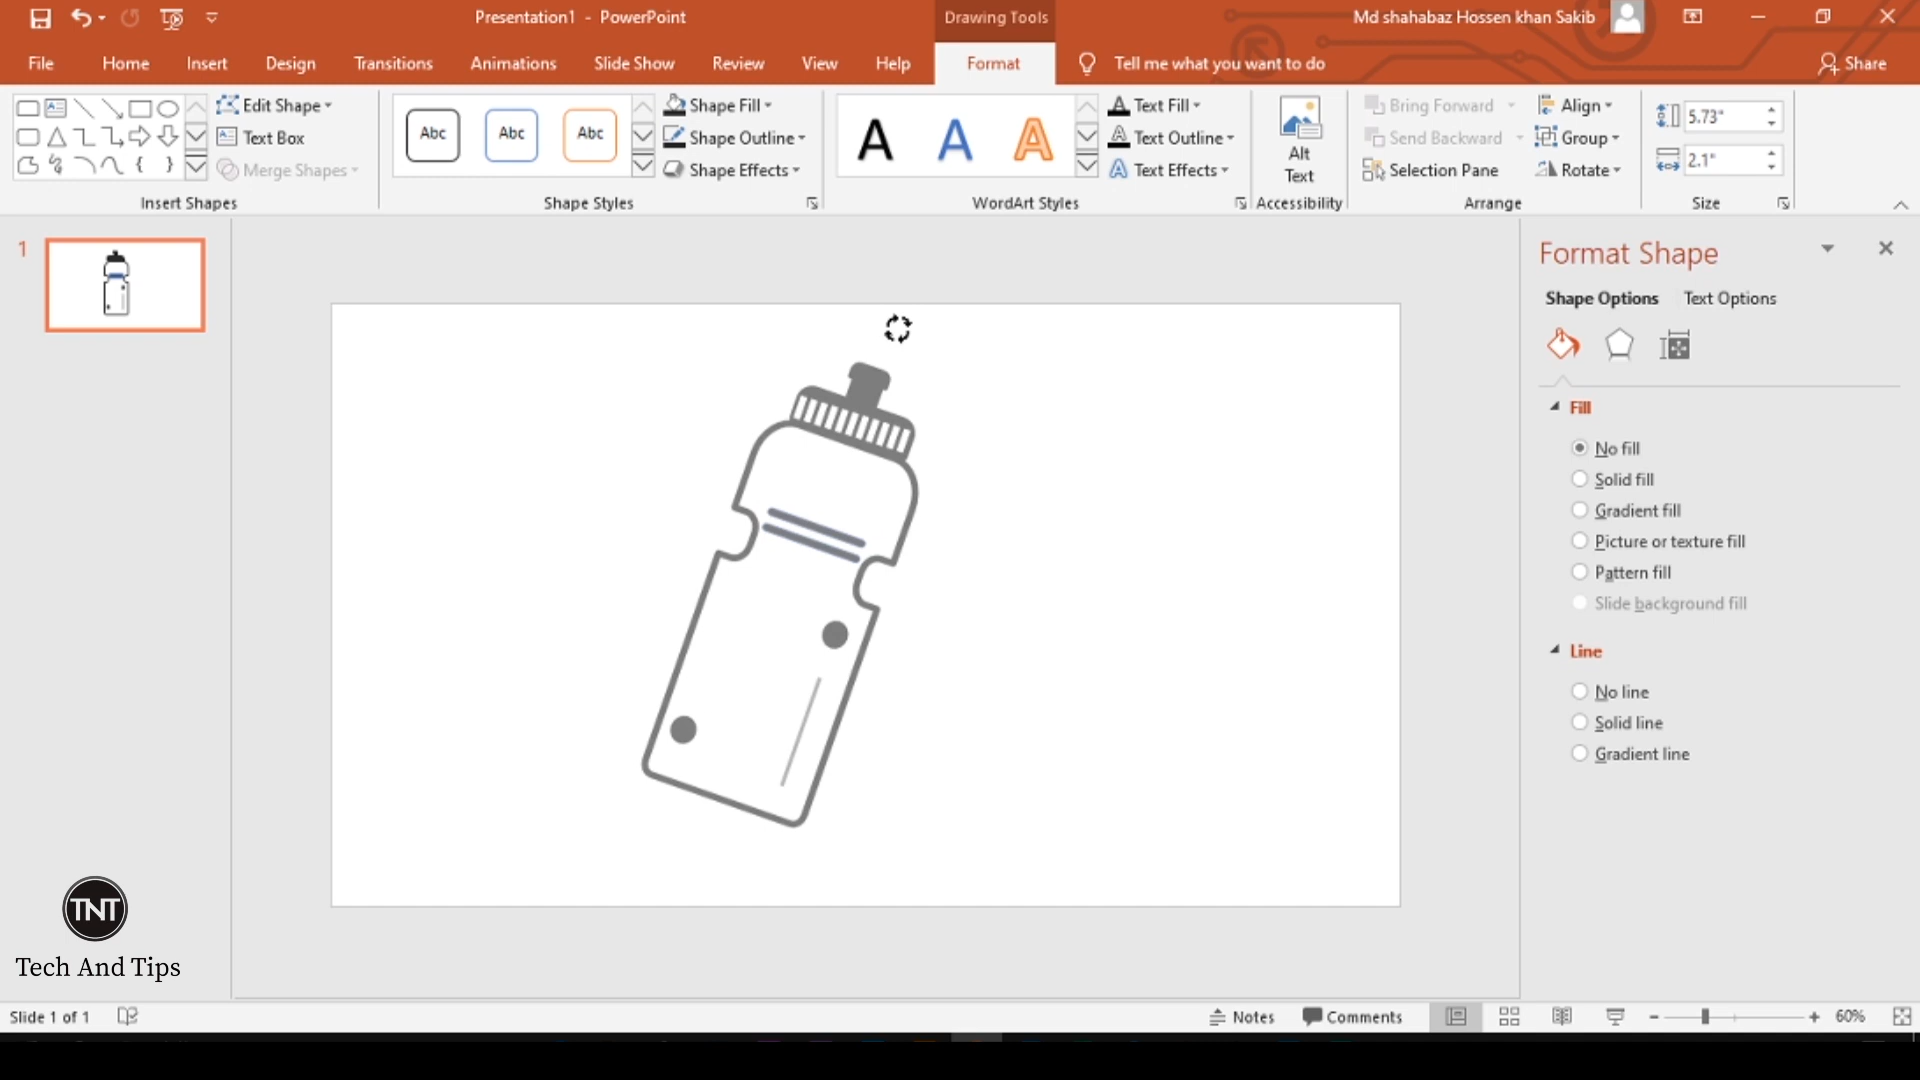 Presentation1 - PowerPoint
Drawing Tools
Md shahabaz Hossen khan Sakib
File Home Insert Design Transitions Animations Slide Show Review View Help Format Tell me what you want to do Share
Edit Shape
Text Box
Merge Shapes
Insert Shapes
Abc Abc Abc
Shape Fill
Shape Outline
Shape Effects
Shape Styles
A A A
Text Fill
Text Outline
Text Effects
WordArt Styles
Alt
Text
Accessibility
Bring Forward
Send Backward
Selection Pane
Align
Group
Rotate
Arrange
5.73"
2.1"
Size
1
Format Shape
Shape Options Text Options
Fill
No fill
Solid fill
Gradient fill
Picture or texture fill
Pattern fill
Slide background fill
Line
No line
Solid line
Gradient line
TNT
Tech And Tips
Slide 1 of 1
Notes Comments 60%